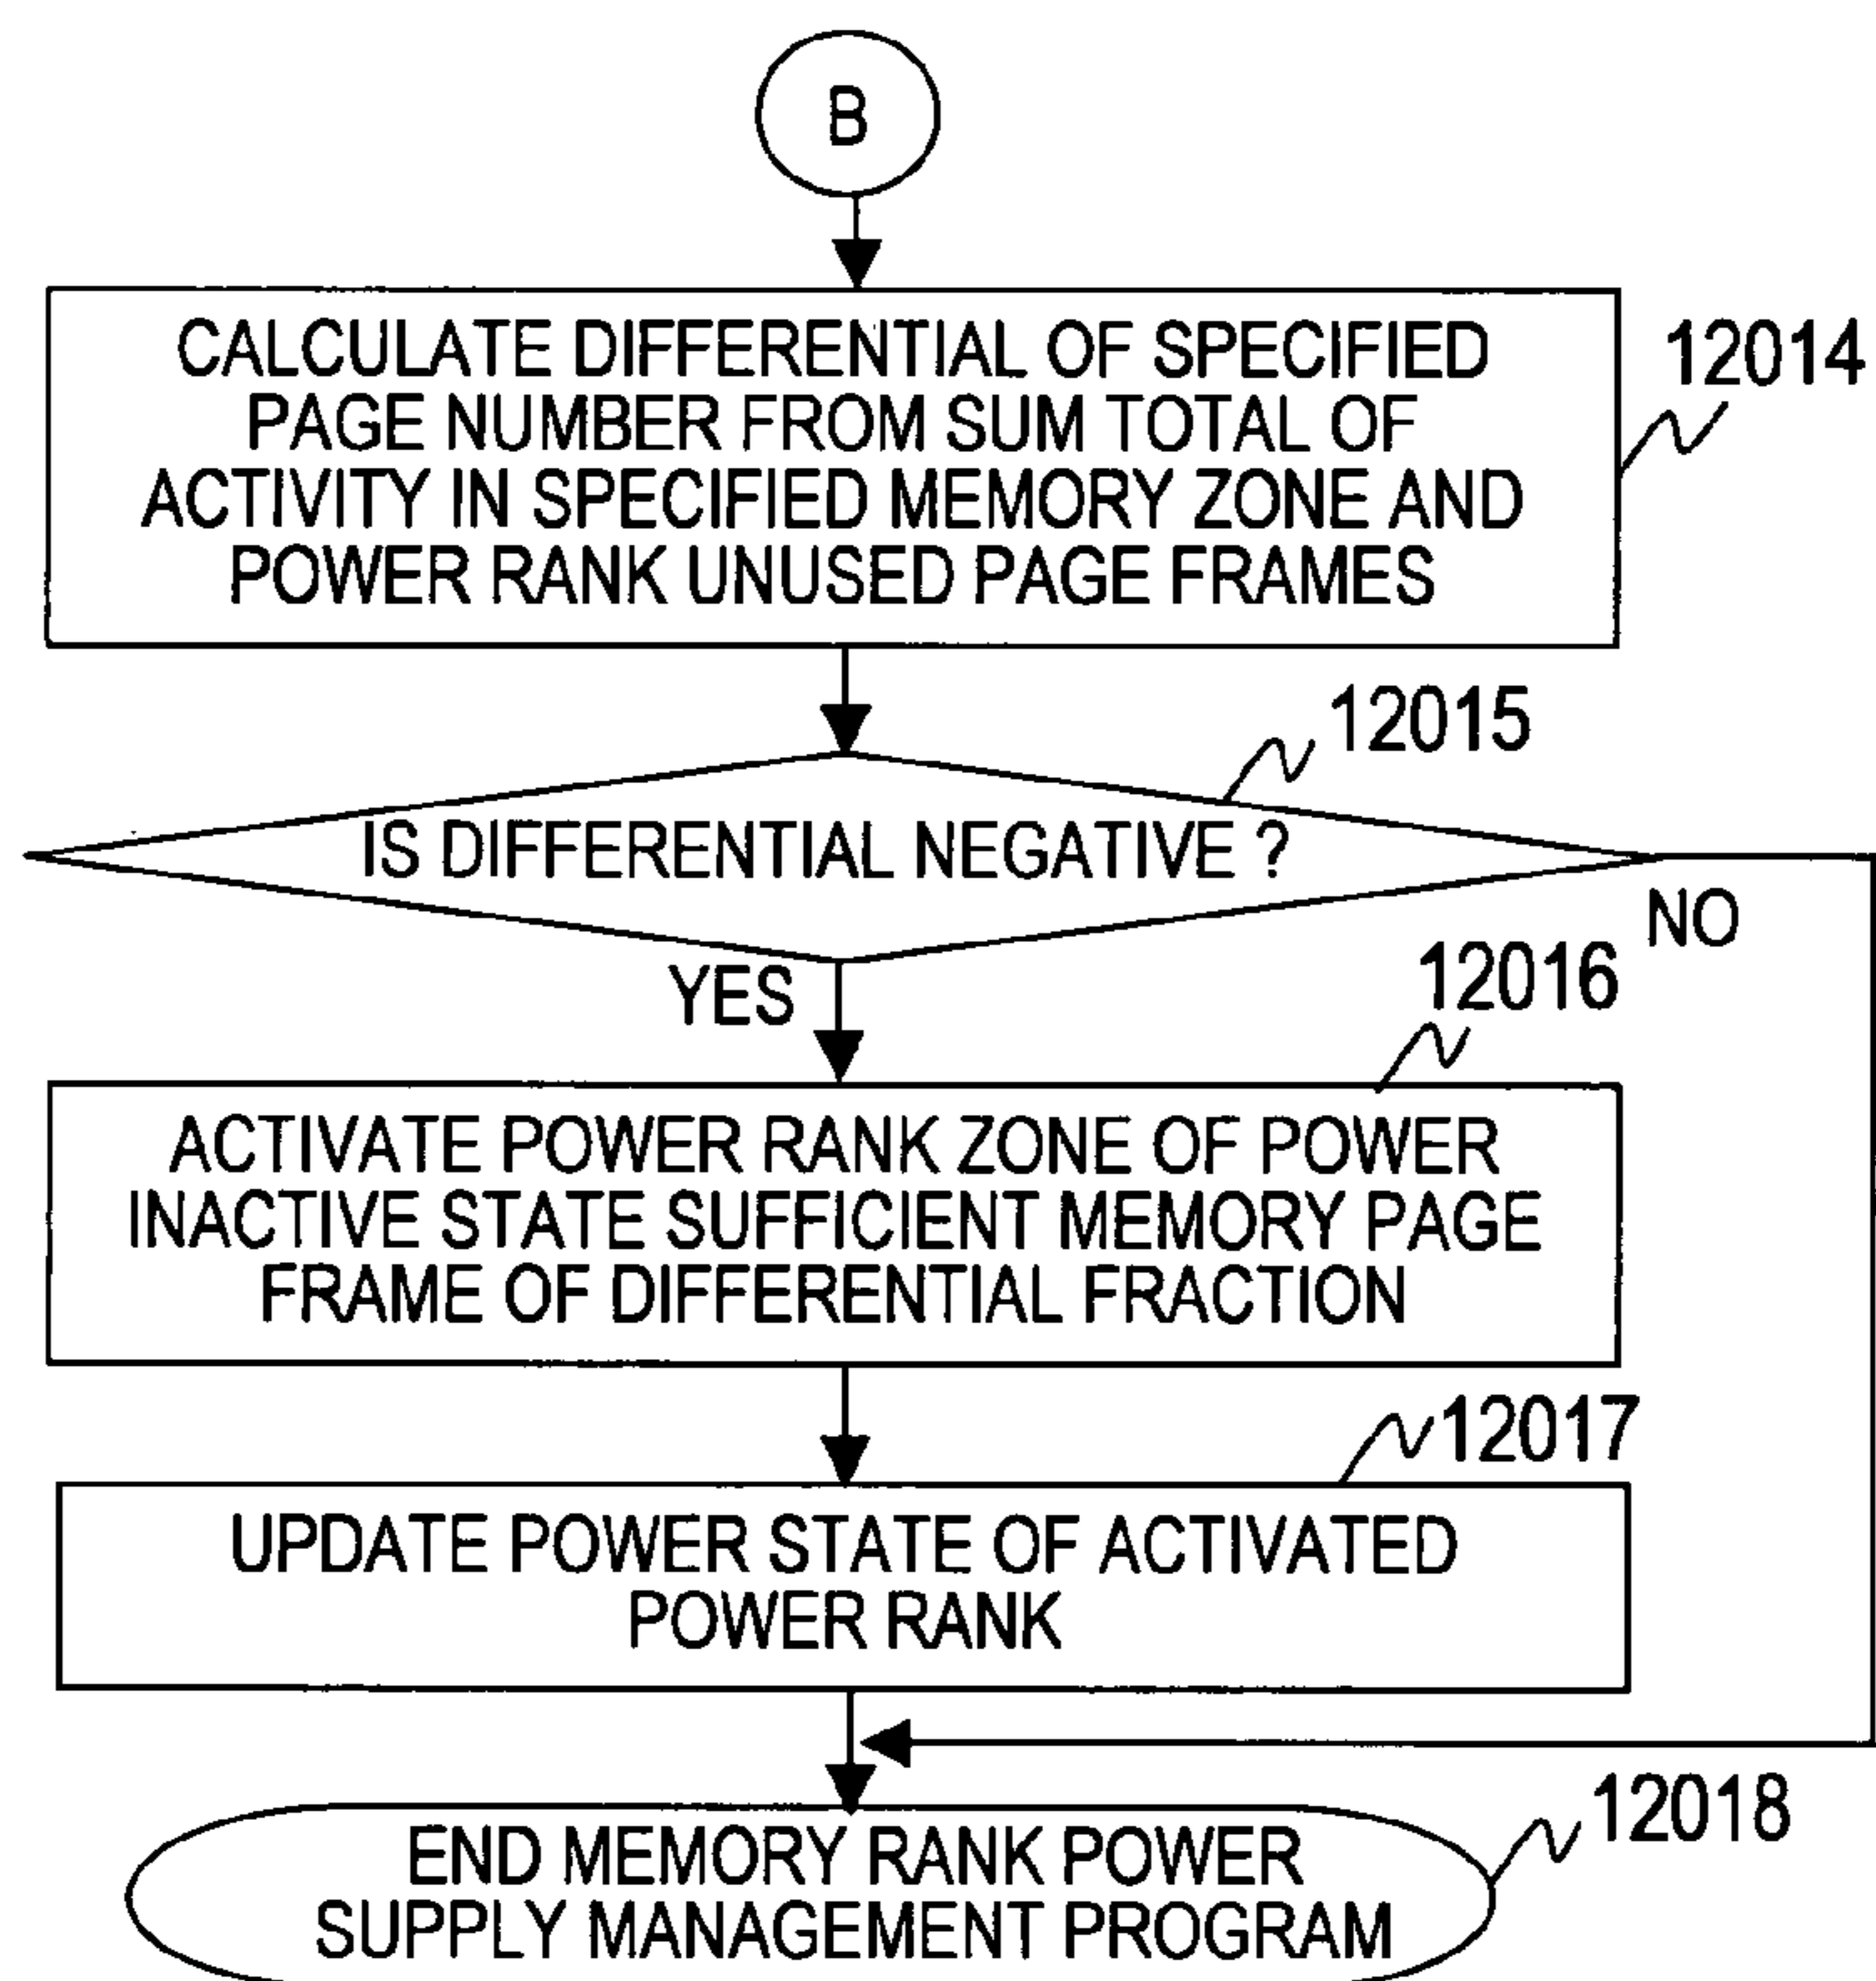 B
CALCULATE DIFFERENTIAL OF SPECIFIED
PAGE NUMBER FROM SUM TOTAL OF
ACTIVITY IN SPECIFIED MEMORY ZONE AND
POWER RANK UNUSED PAGE FRAMES
12014
12015
IS DIFFERENTIAL NEGATIVE ?
NO
YES
12016
ACTIVATE POWER RANK ZONE OF POWER
INACTIVE STATE SUFFICIENT MEMORY PAGE
FRAME OF DIFFERENTIAL FRACTION
12017
UPDATE POWER STATE OF ACTIVATED
POWER RANK
12018
END MEMORY RANK POWER
SUPPLY MANAGEMENT PROGRAM